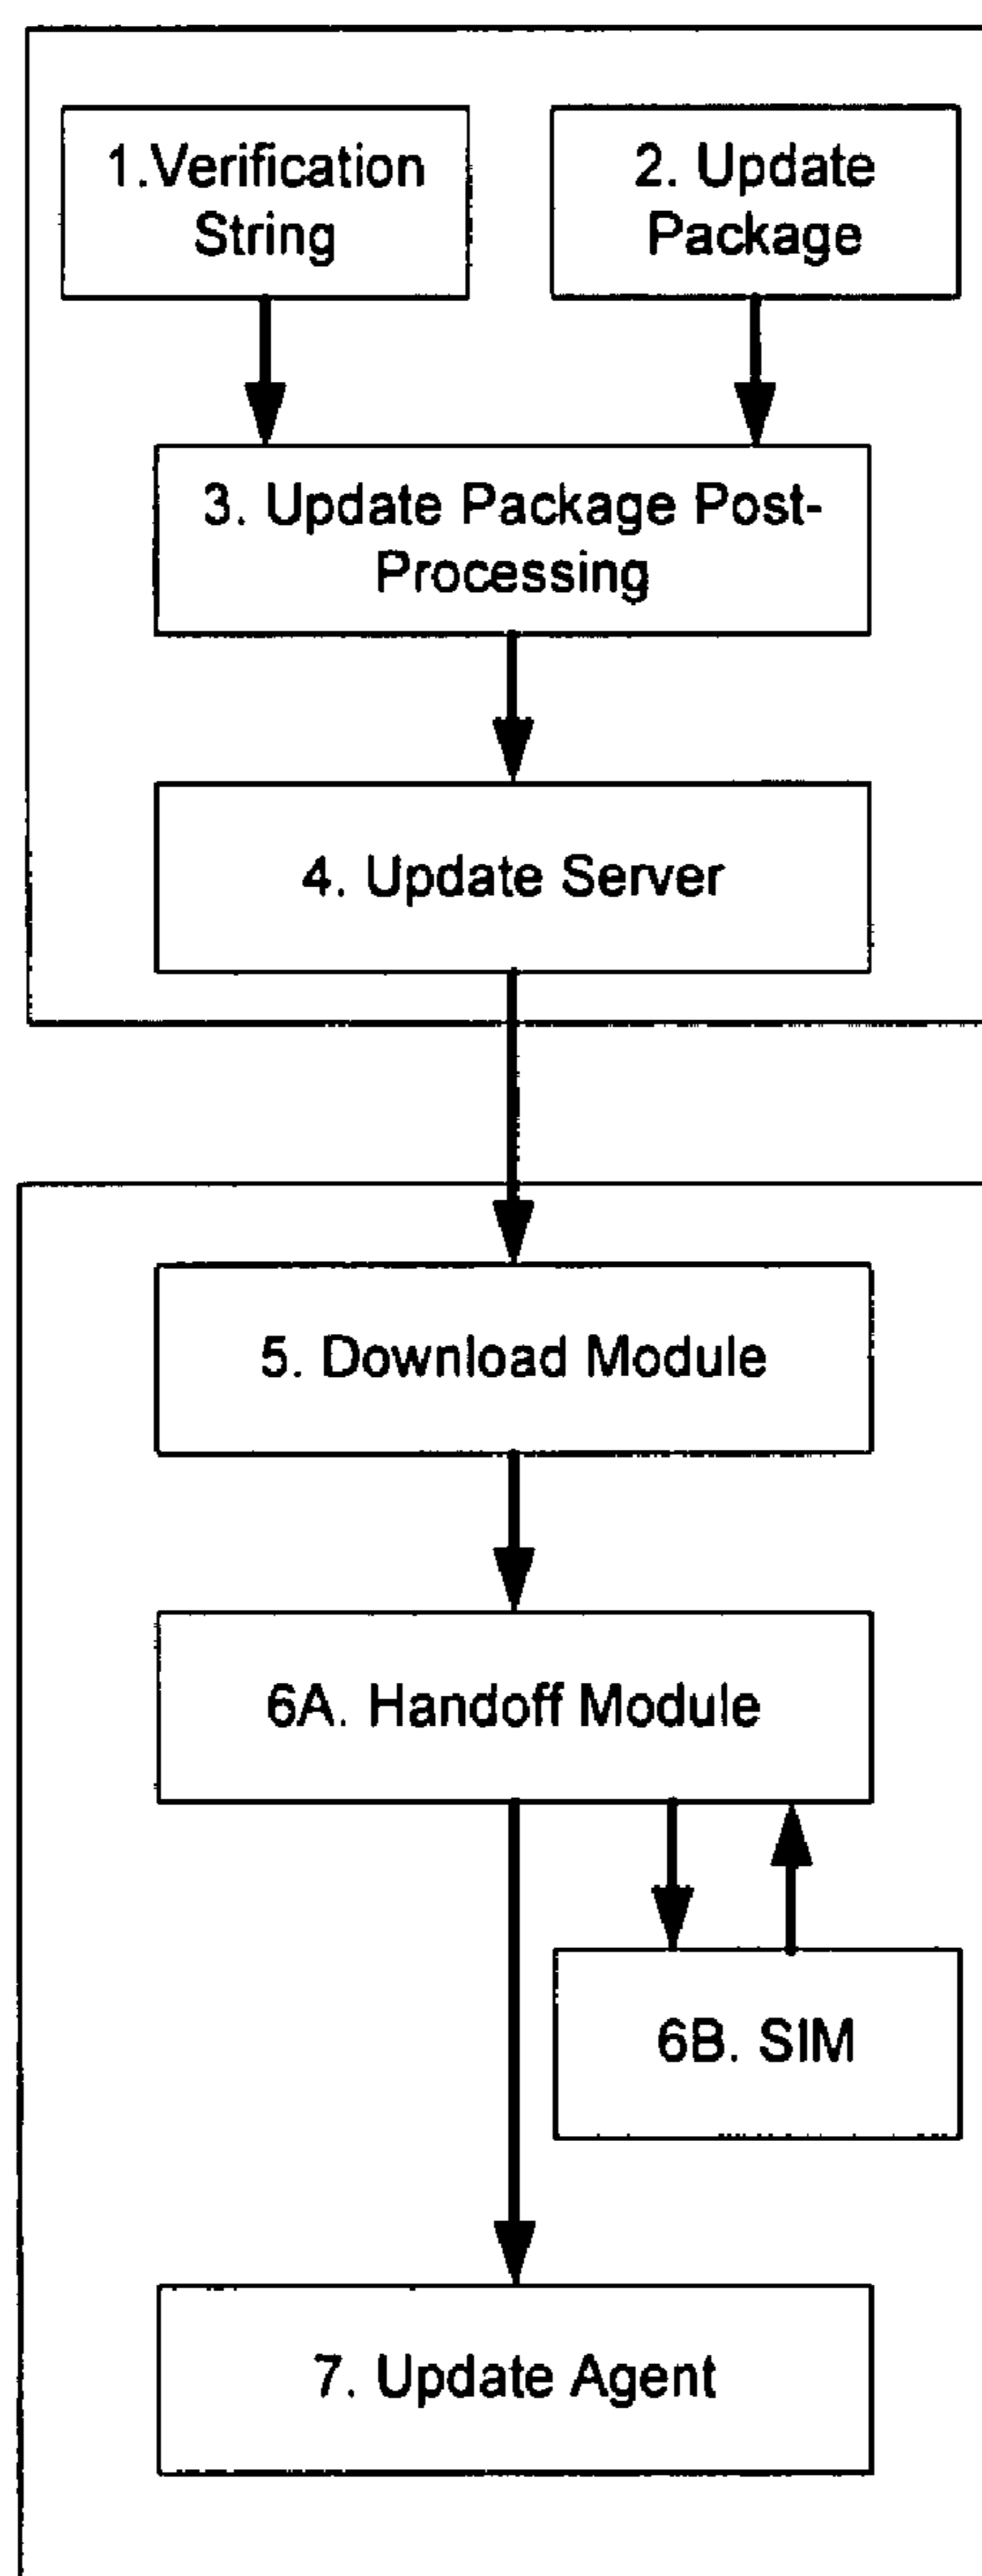 1.Verification
String
2. Update
Package
3. Update Package Post-
Processing
4. Update Server
5. Download Module
6A. Handoff Module
6B. SIM
7. Update Agent